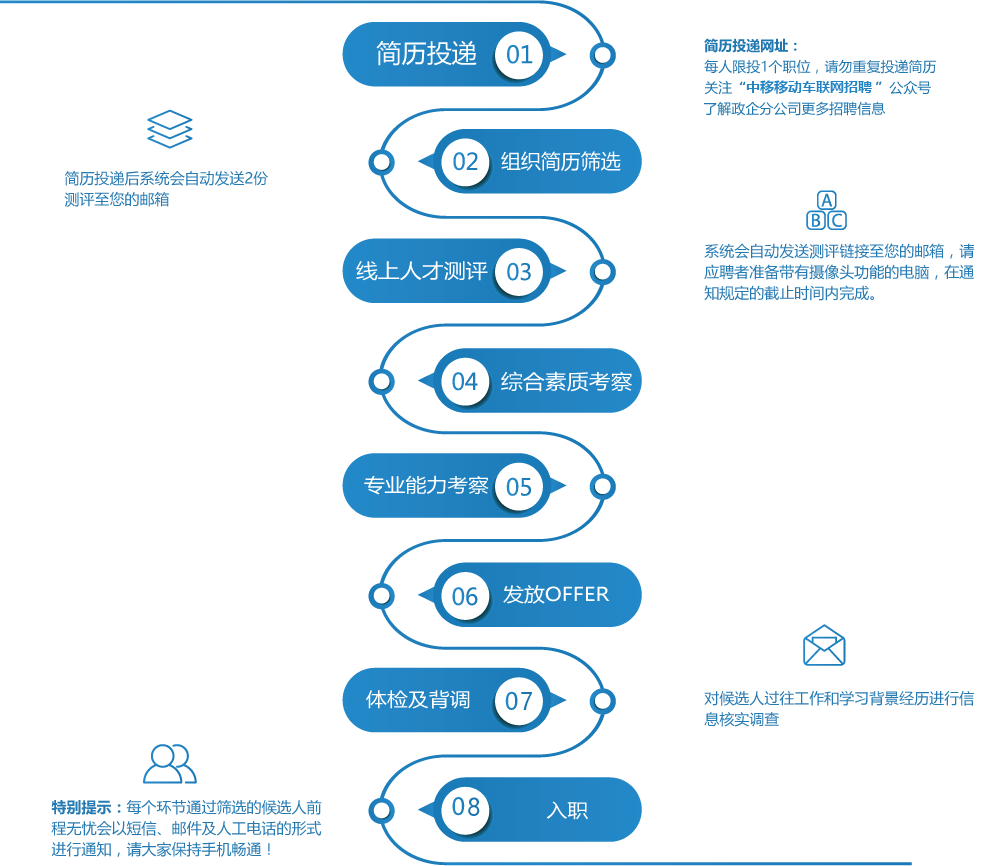 简历投递 01
简历投递网址：
每人限投1个职位，请勿重复投递简历
关注“中移移动车联网招聘 ”公众号
了解政企分公司更多招聘信息
02 组织简历筛选
简历投递后系统会自动发送2份
测评至您的邮箱
线上人才测评 03
A
B C
系统会自动发送测评链接至您的邮箱，请
应聘者准备带有摄像头功能的电脑，在通
知规定的截止时间内完成。
04 综合素质考察
专业能力考察 05
06 发放OFFER
体检及背调 07
对候选人过往工作和学习背景经历进行信
息核实调查
08 入职
特别提示：每个环节通过筛选的候选人前
程无忧会以短信、邮件及人工电话的形式
进行通知，请大家保持手机畅通！